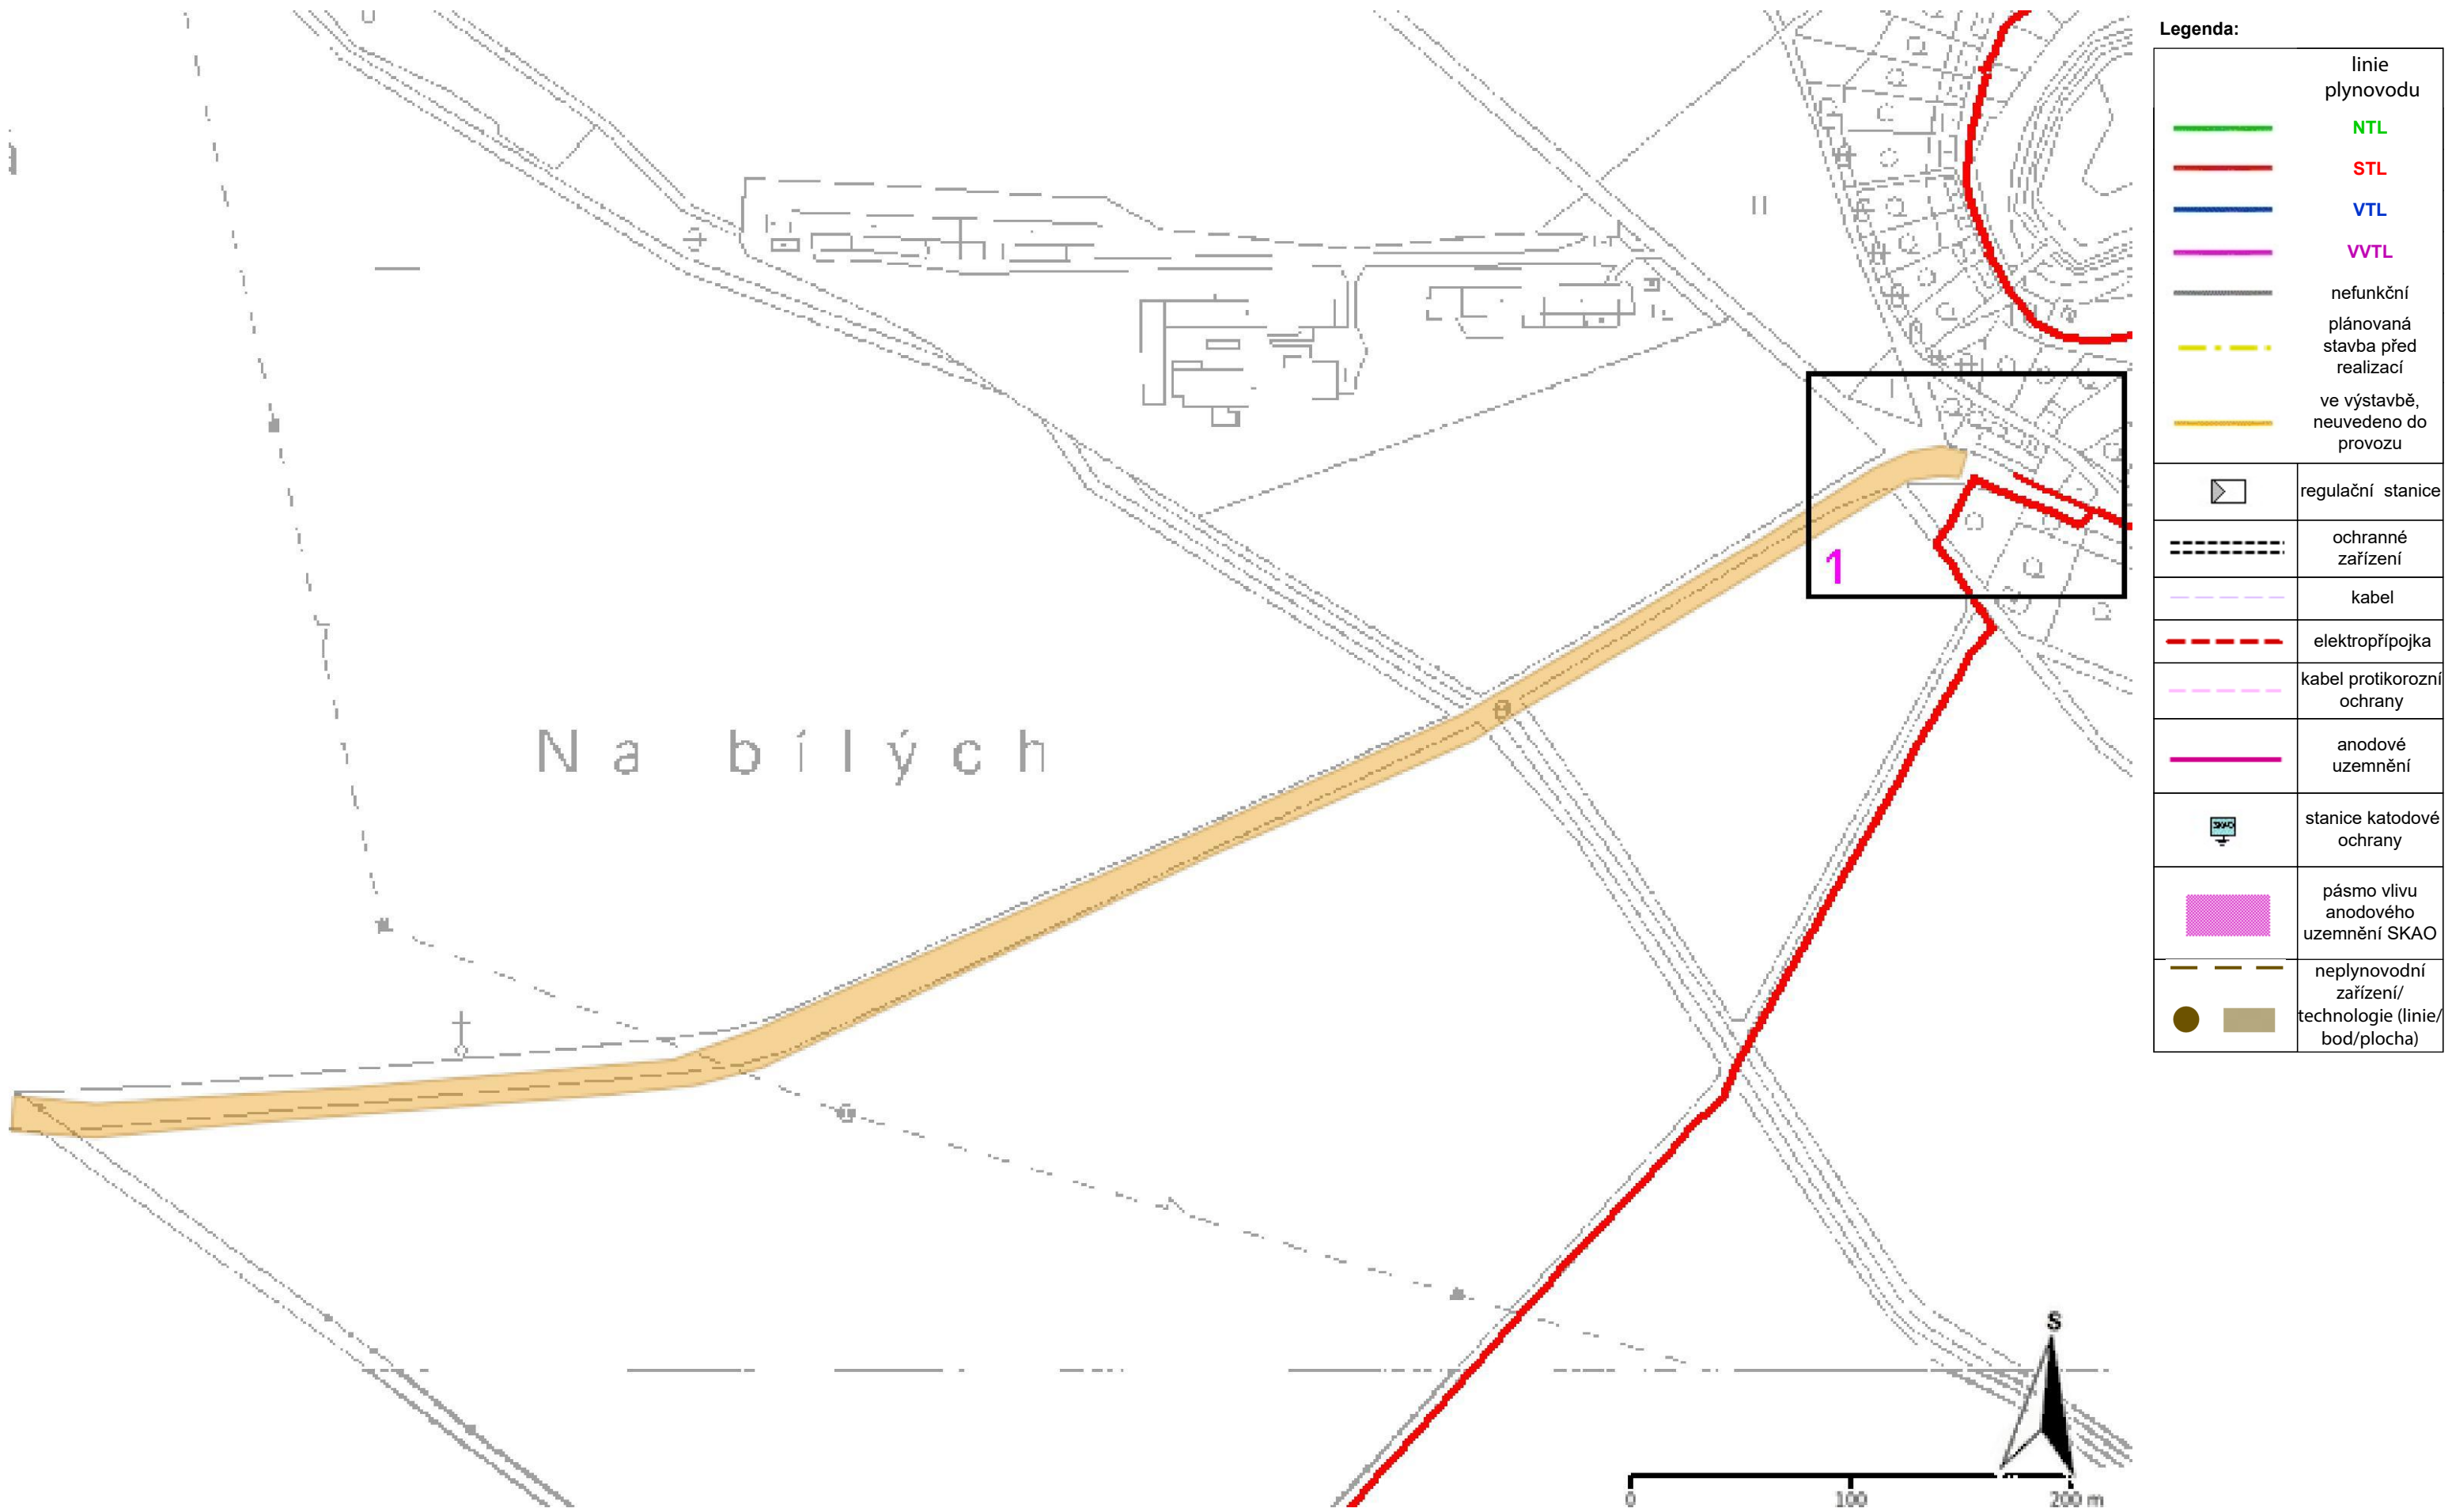 Legenda:
linie
plynovodu
NTL
STL
VTL
VVTL
nefunkční
plánovaná
stavba před
realizací
ve výstavbě,
neuvedeno do
provozu
regulační stanice
ochranné
zařízení
kabel
elektropřípojka
kabel protikorozní
ochrany
anodové
uzemnění
SKAO
stanice katodové
ochrany
pásmo vlivu
anodového
uzemnění SKAO
neplynovodní
zařízení/
technologie (linie/
bod/plocha)
1
Na bílých
S
0 100 200 m